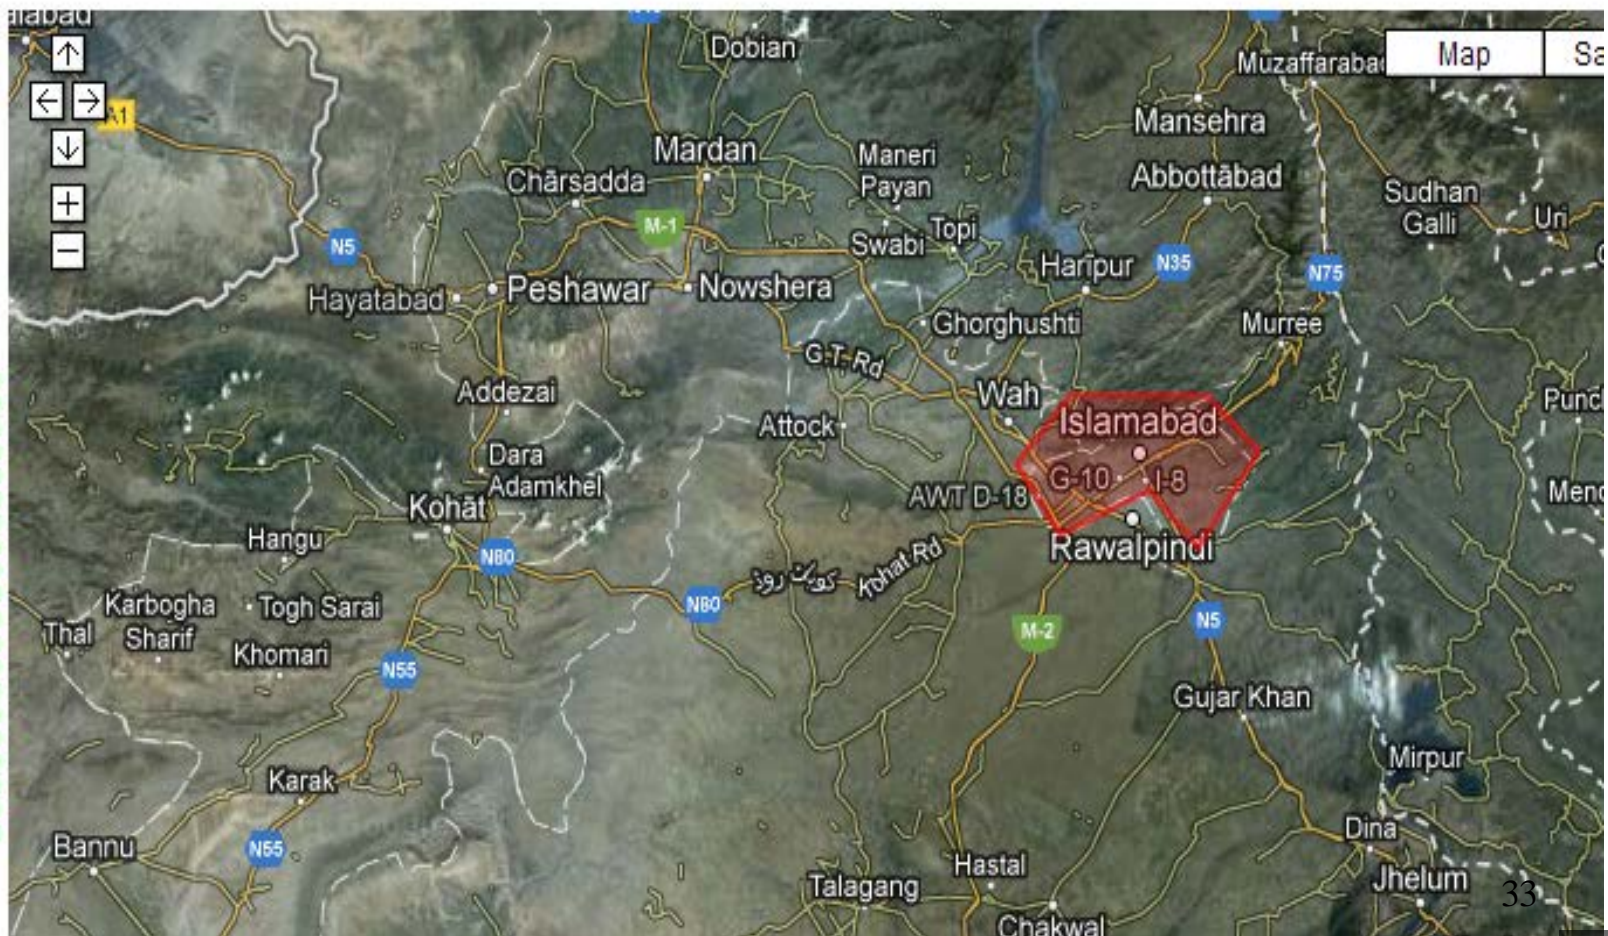 Dobian
Muzaffarabad
Map
A1
Mansehra
Mardan
Maneri
Payan
Abbottābad
Chārsadda
Sudhan
Galli
Uri
M-1
Topi
Swabi
N5
Haripur
N35
N75
Hayatabad
Peshawar
Nowshera
Ghorghushti
Murree
G.T. Rd
Addezai
Wah
Attock
Islamabad
Dara
Adamkhel
G-10
I-8
AWT D-18
Kohāt
Hangu
N80
Rawalpindi
Kohat Rd
N80
Karbogha
Sharif
Togh Sarai
Thal
Khomari
M-2
N5
N55
Gujar Khan
Mirpur
Karak
Dina
Bannu
N55
Hastal
Talagang
Jhelum
33
Chakwal